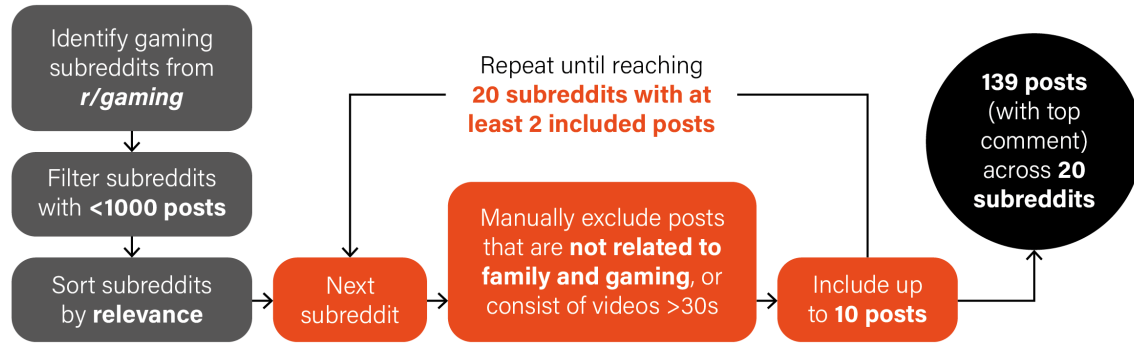 Identify gaming
subreddits from
r/gaming
Filter subreddits
with <1000 posts
Sort subreddits
by relevance
Next
subreddit
Repeat until reaching
20 subreddits with at
least 2 included posts
Manually exclude posts
that are not related to
family and gaming, or
consist of videos >30s
Include up
to 10 posts
139 posts
(with top
comment)
across 20
subreddits